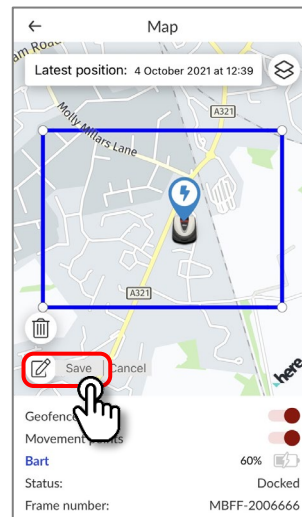 Map
am Road
Latest position: 4 October 2021 at 12:39
A321
Molly Millars Lane
A321
Save | Cancel
here
Geofence
Movement points
Bart 60%
Status: Docked
Frame number: MBFF-2006666